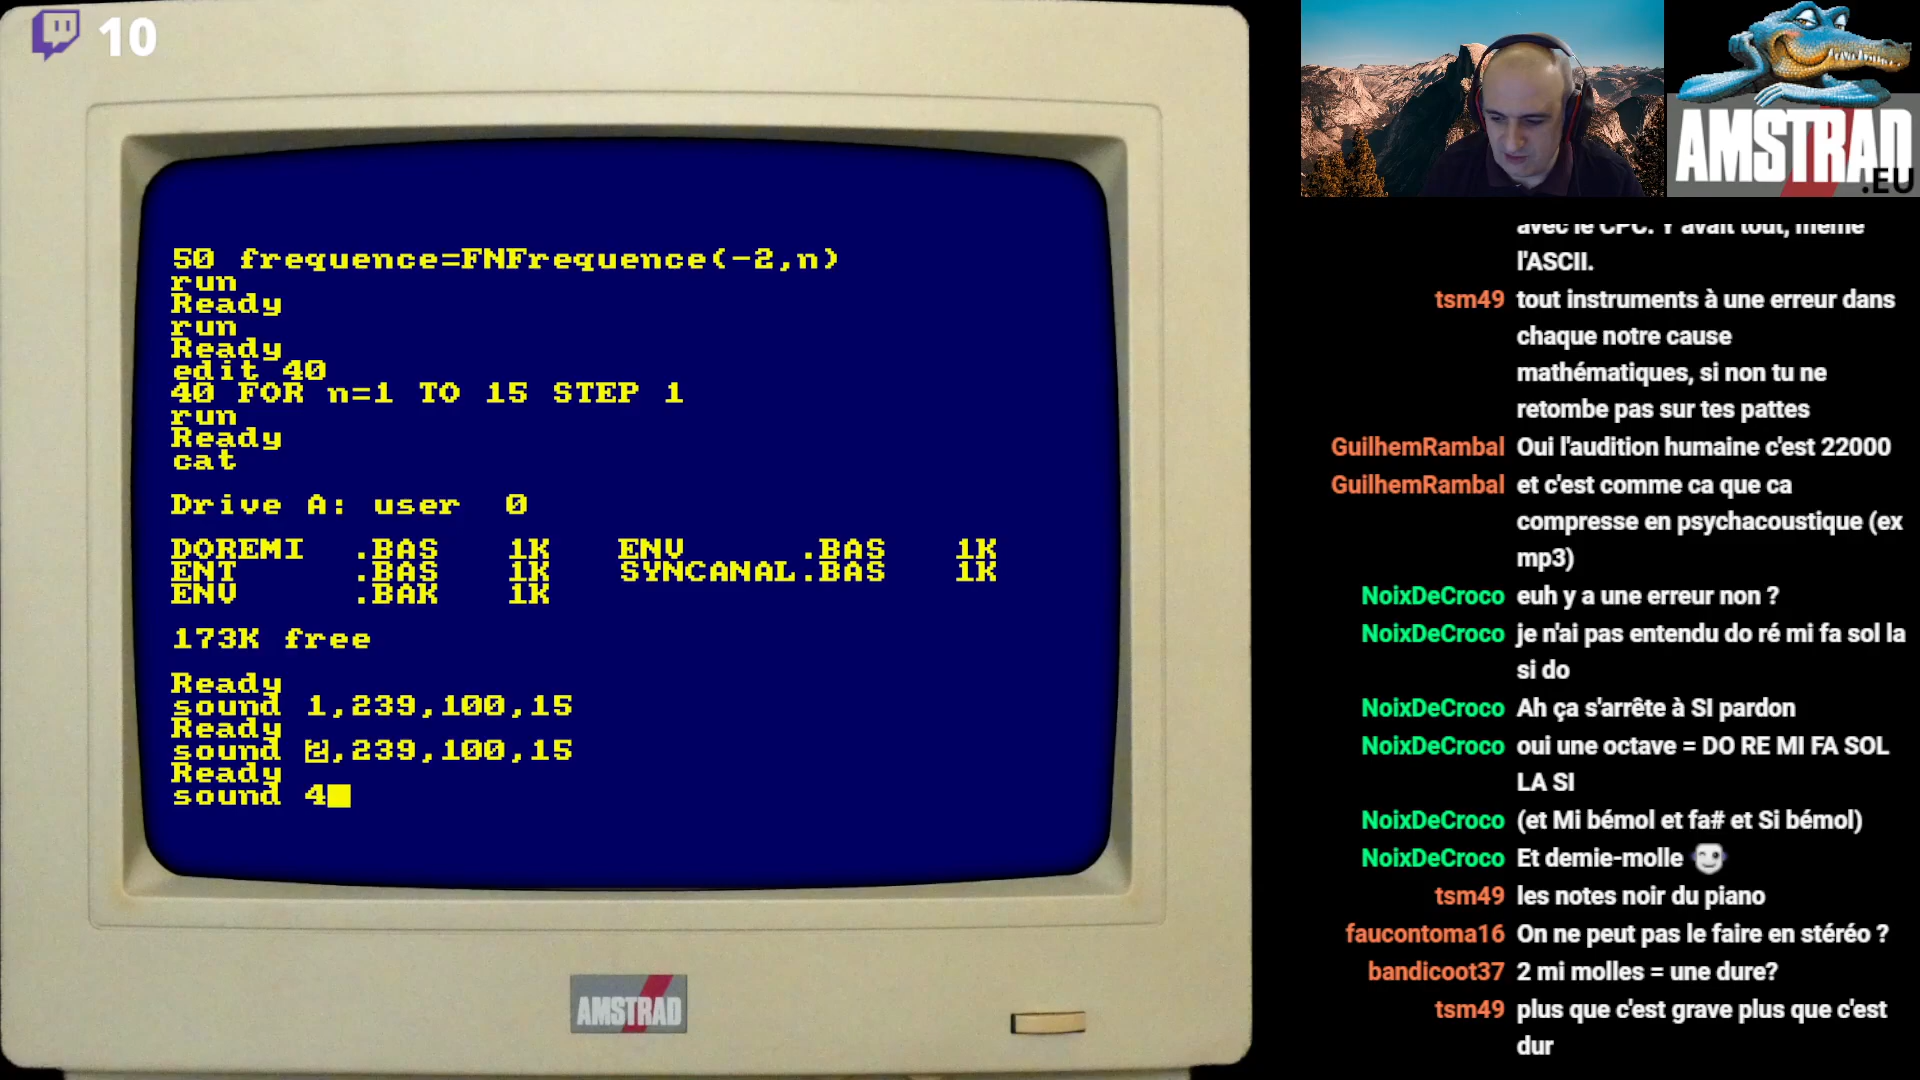 10
50 frequence=FNFrequence(-2,n)
run
Ready
run
Ready
edit 40
40 FOR n=1 TO 15 STEP 1
run
Ready
cat
Drive A: user 0
DOREMI .BAS 1K ENV .BAS 1K
ENT .BAS 1K SYNCANAL.BAS 1K
ENV .BAK 1K
173K free
Ready
sound 1,239,100,15
Ready
sound 2,239,100,15
Ready
sound 4
AMSTRAD
AMSTRAD
.EU
avec le CPC. Y avait tout, même
l'ASCII.
tsm49 tout instruments à une erreur dans
chaque notre cause
mathématiques, si non tu ne
retombe pas sur tes pattes
GuilhemRambal Oui l'audition humaine c'est 22000
GuilhemRambal et c'est comme ca que ca
compresse en psychacoustique (ex
mp3)
NoixDeCroco euh y a une erreur non ?
NoixDeCroco je n'ai pas entendu do ré mi fa sol la
si do
NoixDeCroco Ah ça s'arrête à SI pardon
NoixDeCroco oui une octave = DO RE MI FA SOL
LA SI
NoixDeCroco (et Mi bémol et fa# et Si bémol)
NoixDeCroco Et demie-molle
tsm49 les notes noir du piano
faucontoma16 On ne peut pas le faire en stéréo ?
bandicoot37 2 mi molles = une dure?
tsm49 plus que c'est grave plus que c'est
dur